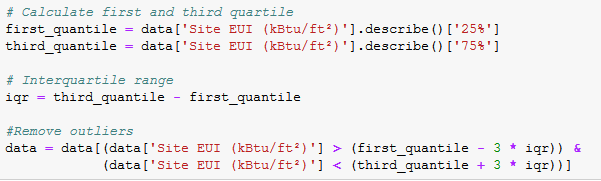 # Calculate first and third quartile
first_quantile = data['Site EUI (kBtu/ft²)'].describe()['25%']
third_quantile = data['Site EUI (kBtu/ft²)'].describe()['75%']
# Interquartile range
iqr = third_quantile - first_quantile
#Remove outliers
data = data[(data['Site EUI (kBtu/ft²)'] > (first_quantile - 3 * iqr)) &
(data['Site EUI (kBtu/ft²)'] < (third_quantile + 3 * iqr))]